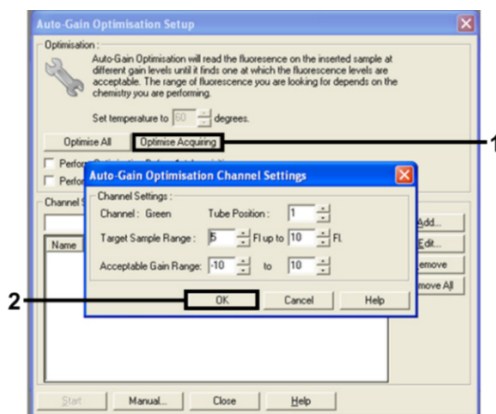 Auto-Gain Optimisation Setup
Optimisation :
Auto-Gain Optimisation will read the fluoresence on the inserted sample at
different gain levels until it finds one at which the fluorescence levels are
acceptable. The range of fluorescence you are looking for depends on the
chemistry you are performing.
Set temperature to 60 degrees.
Optimise All Optimise Acquiring
1
Perform
Perform
Auto-Gain Optimisation Channel Settings
Channel Settings :
Channel : Green Tube Position : 1
Target Sample Range : 5 Fl up to 10 Fl.
Acceptable Gain Range: -10 to 10
OK Cancel Help
2
Channel S
Name
Add...
Edit...
emove
move All
Start Manual... Close Help